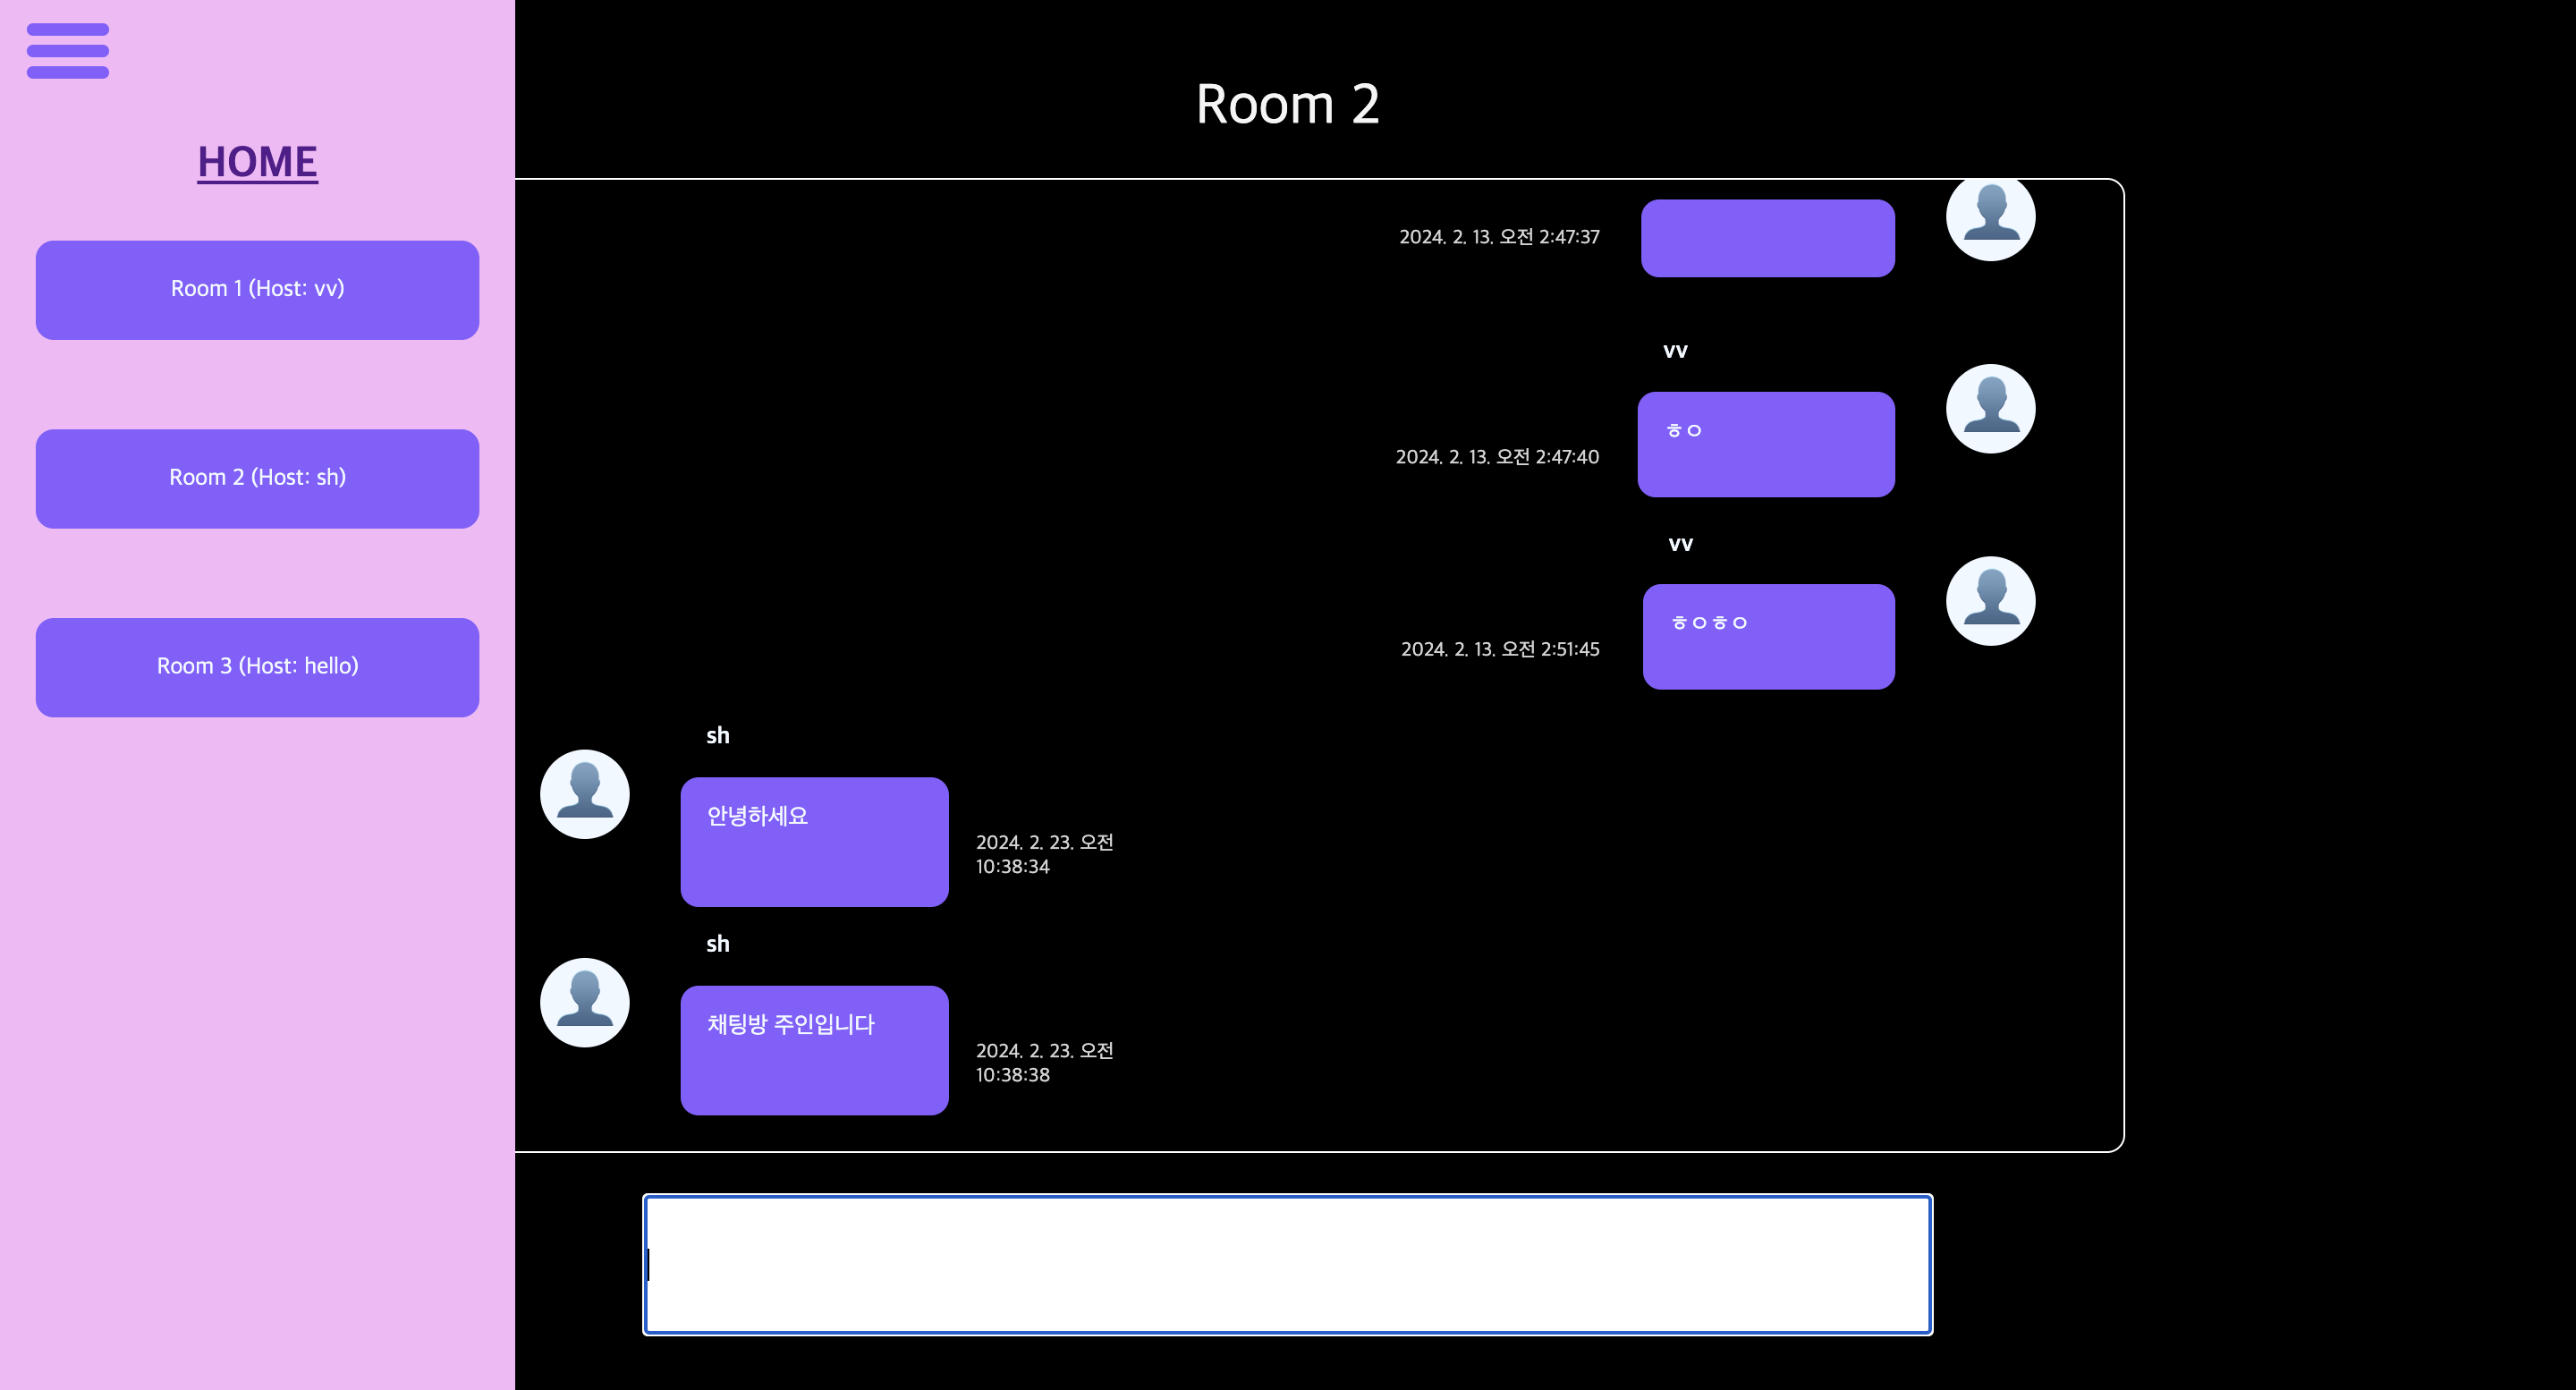 HOME
Room 1 (Host: vv)
Room 2 (Host: sh)
Room 3 (Host: hello)
Room 2
2024. 2. 13. 오전 2:47:37
vv
ㅎㅇ
2024. 2. 13. 오전 2:47:40
vv
ㅎㅇㅎㅇ
2024. 2. 13. 오전 2:51:45
sh
안녕하세요
2024. 2. 23. 오전
10:38:34
sh
채팅방 주인입니다
2024. 2. 23. 오전
10:38:38